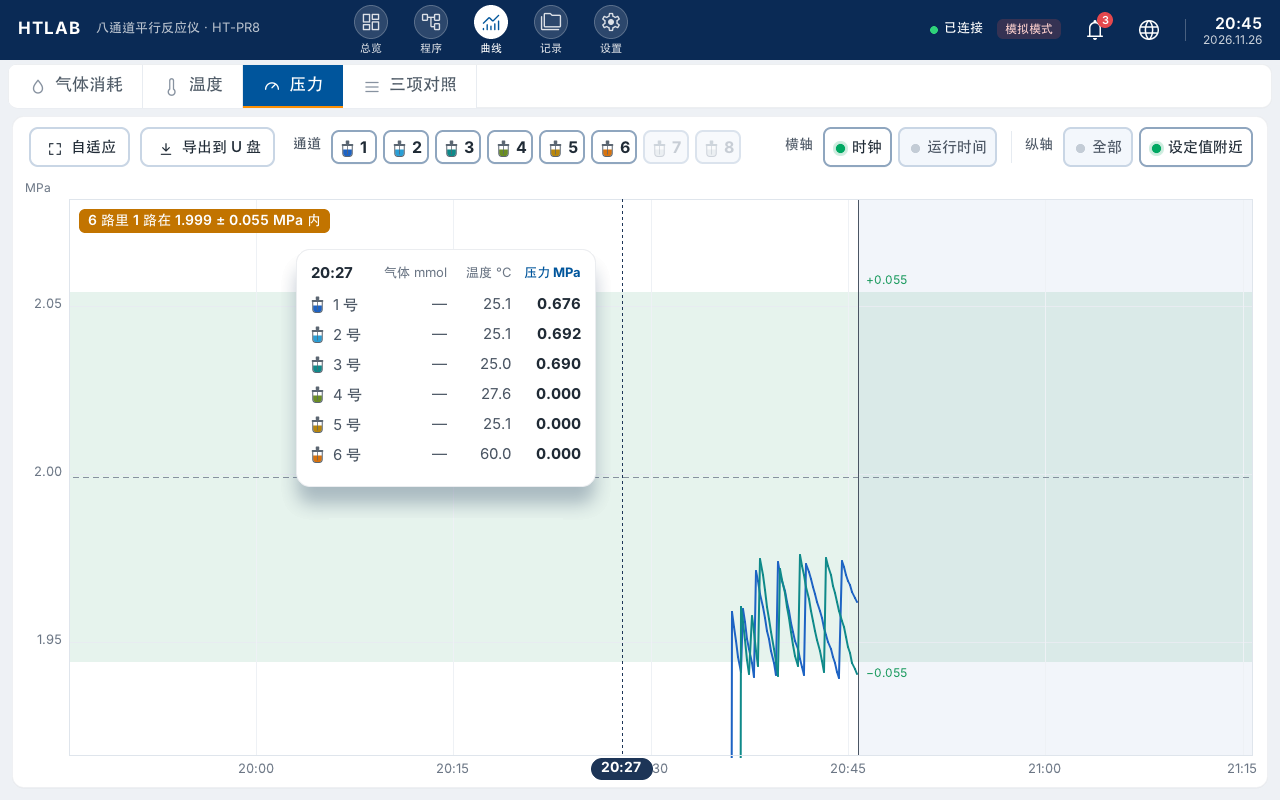 HTLAB 八通道平行反应仪 · HT-PR8
总览 程序 曲线 记录 设置
已连接 模拟模式 3 20:45
2026.11.26
气体消耗 温度 压力 三项对照
自适应 导出到 U 盘 通道 1 2 3 4 5 6 7 8 横轴 时钟 运行时间 纵轴 全部 设定值附近
MPa
6 路里 1 路在 1.999 ± 0.055 MPa 内
20:27 气体 mmol 温度 °C 压力 MPa
1 号 — 25.1 0.676
2 号 — 25.1 0.692
3 号 — 25.0 0.690
4 号 — 27.6 0.000
5 号 — 25.1 0.000
6 号 — 60.0 0.000
+0.055
2.05
2.00
1.95
−0.055
20:00 20:15 20:27 30 20:45 21:00 21:15